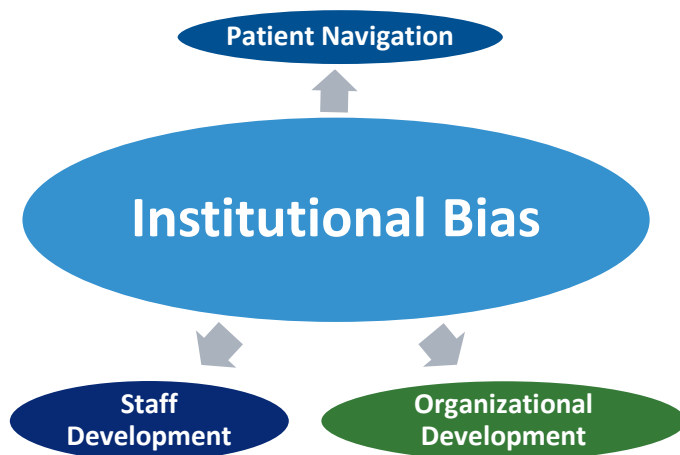 Patient Navigation
Institutional Bias
Staff
Development
Organizational
Development